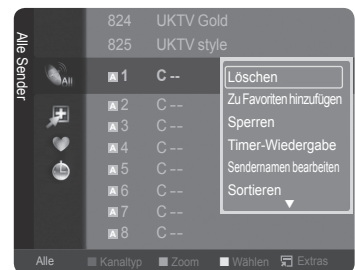 Alle Sender
824 UKTV Gold
825 UKTV style
All
A 1 C --
A 2 C --
A 3 C --
A 4 C --
A 5 C --
A 6 C --
A 7 C --
A 8 C --
Löschen
Zu Favoriten hinzufügen
Sperren
Timer-Wiedergabe
Sendernamen bearbeiten
Sortieren
Alle Kanaltyp Zoom Wählen Extras